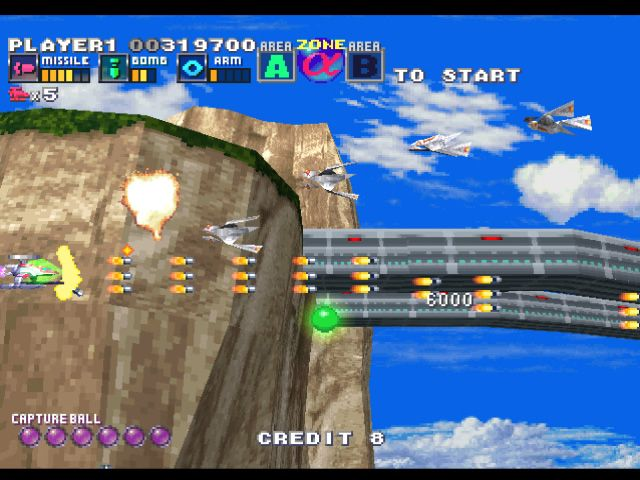 PLAYER1 00319700 AREA ZONE AREA
MISSILE BOMB ARM A α B TO START
x5
6000
CAPTURE BALL
CREDIT 8